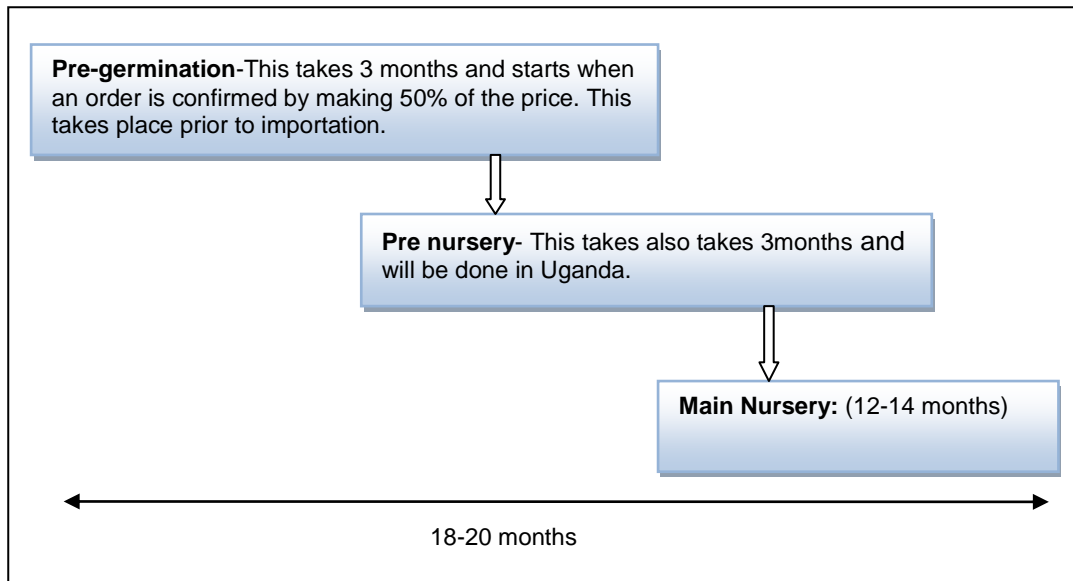 Pre-germination-This takes 3 months and starts when
an order is confirmed by making 50% of the price. This
takes place prior to importation.
Pre nursery- This takes also takes 3months and
will be done in Uganda.
Main Nursery: (12-14 months)
18-20 months